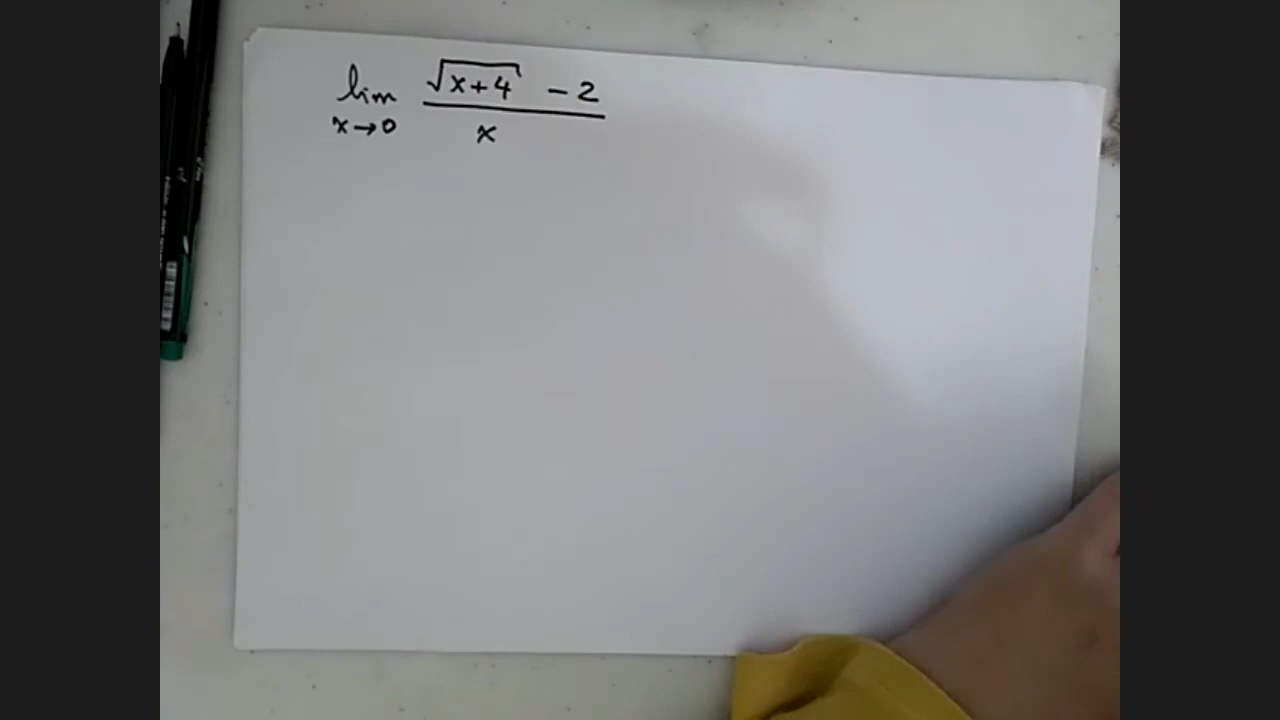 lim √(x+4) - 2
x→0 x